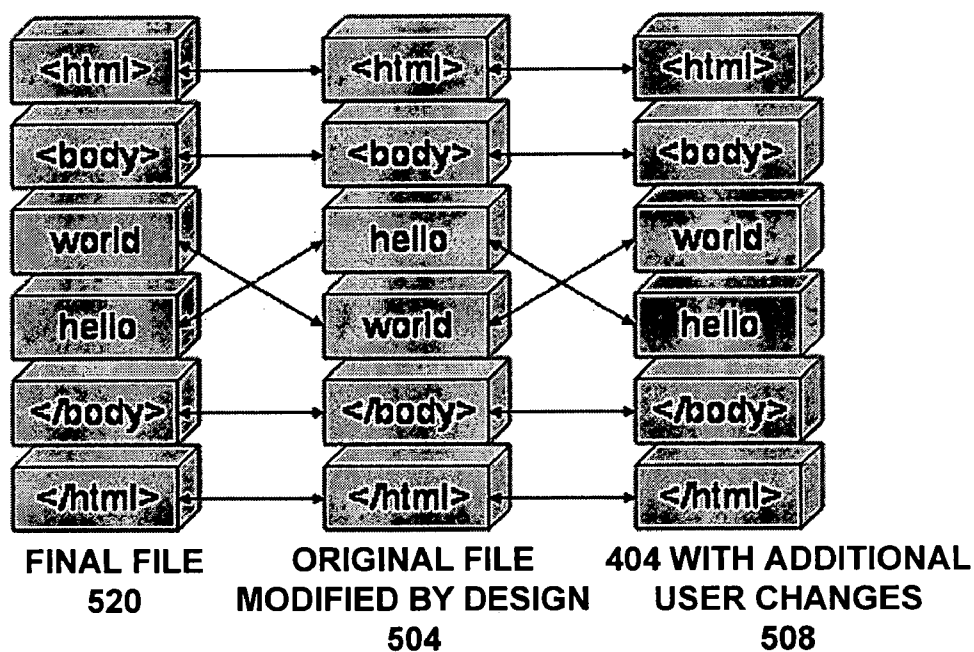 <html> <html> <html>
<body> <body> <body>
world hello world
hello world hello
</body> </body> </body>
</html> </html> </html>
FINAL FILE
520
ORIGINAL FILE
MODIFIED BY DESIGN
504
404 WITH ADDITIONAL
USER CHANGES
508